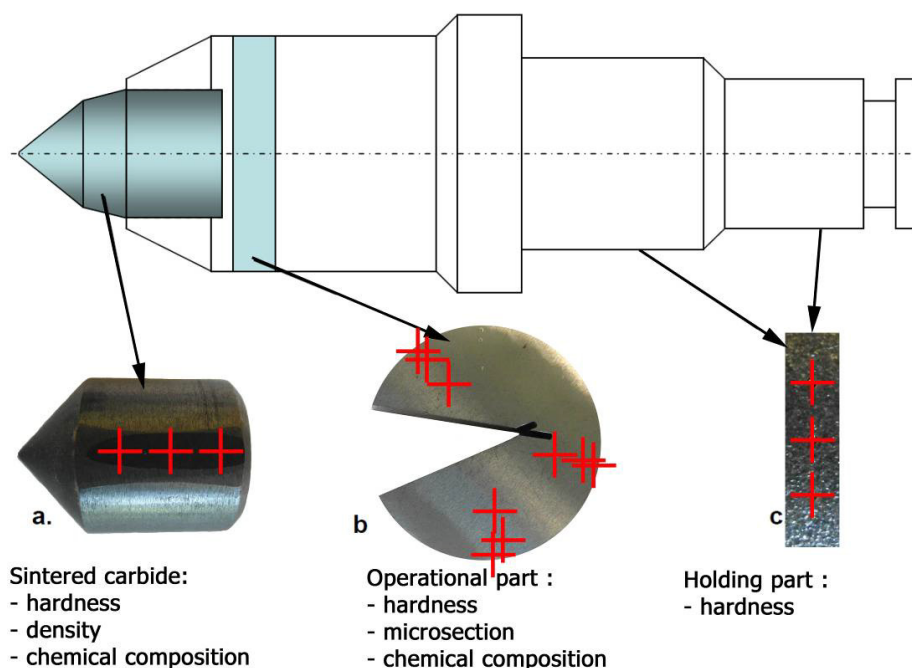 a.
b
c
Sintered carbide:
- hardness
- density
- chemical composition
Operational part :
- hardness
- microsection
- chemical composition
Holding part :
- hardness